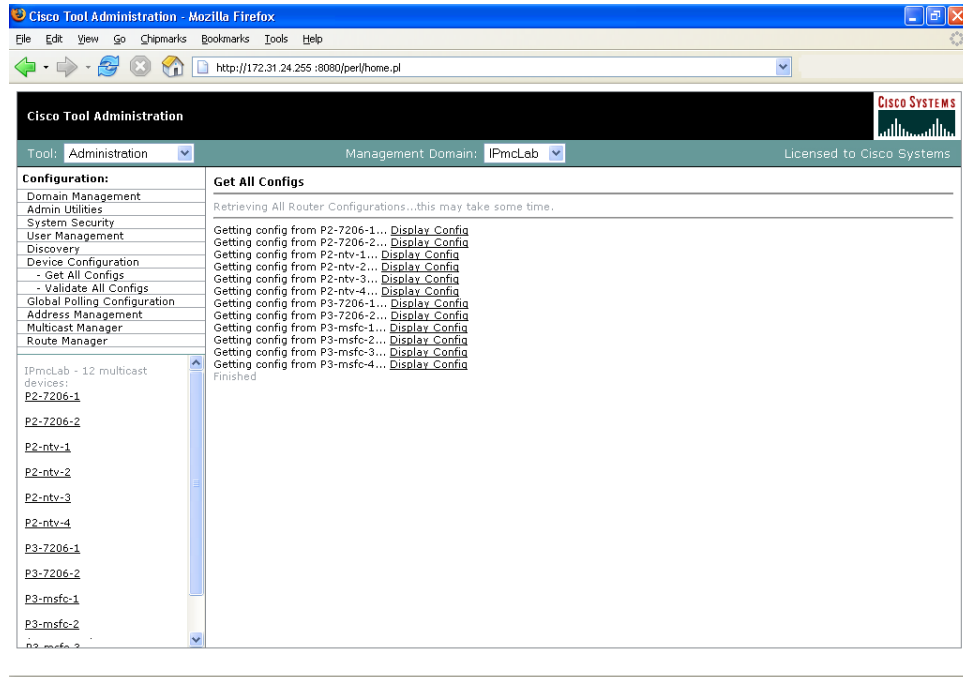 Cisco Tool Administration - Mozilla Firefox
File Edit View Go Chipmarks Bookmarks Tools Help
http://172.31.24.255 :8080/perl/home.pl
Cisco Tool Administration
CISCO SYSTEMS
Tool: Administration
Management Domain: IPmcLab
Licensed to Cisco Systems
Configuration:
Domain Management
Admin Utilities
System Security
User Management
Discovery
Device Configuration
- Get All Configs
- Validate All Configs
Global Polling Configuration
Address Management
Multicast Manager
Route Manager
IPmcLab - 12 multicast
devices:
P2-7206-1
P2-7206-2
P2-ntv-1
P2-ntv-2
P2-ntv-3
P2-ntv-4
P3-7206-1
P3-7206-2
P3-msfc-1
P3-msfc-2
P3-msfc-3
Get All Configs
Retrieving All Router Configurations...this may take some time.
Getting config from P2-7206-1... Display Config
Getting config from P2-7206-2... Display Config
Getting config from P2-ntv-1... Display Config
Getting config from P2-ntv-2... Display Config
Getting config from P2-ntv-3... Display Config
Getting config from P2-ntv-4... Display Config
Getting config from P3-7206-1... Display Config
Getting config from P3-7206-2... Display Config
Getting config from P3-msfc-1... Display Config
Getting config from P3-msfc-2... Display Config
Getting config from P3-msfc-3... Display Config
Getting config from P3-msfc-4... Display Config
Finished